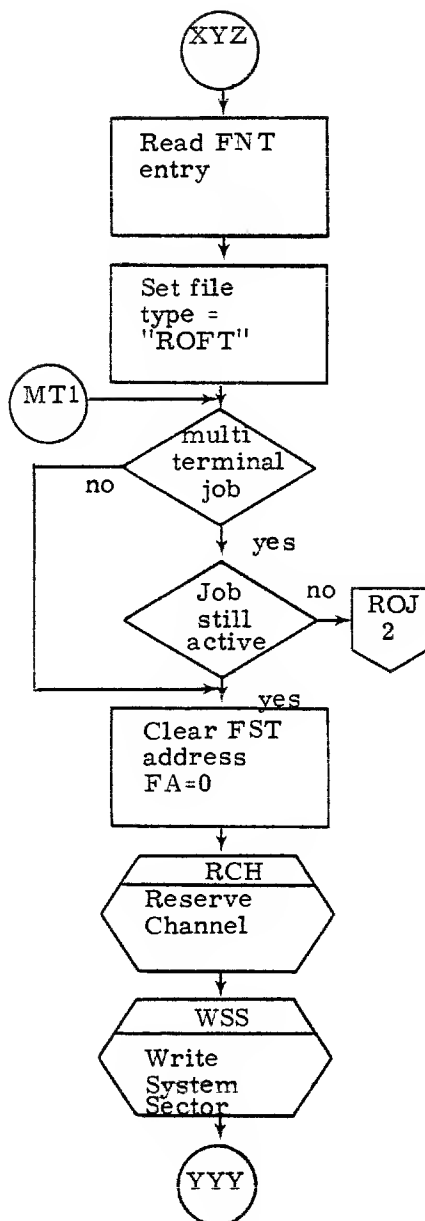 XYZ
Read FNT
entry
Set file
type =
"ROFT"
MT1
multi
terminal
job
no
yes
Job
still
active
no
ROJ
2
yes
Clear FST
address
FA=0
RCH
Reserve
Channel
WSS
Write
System
Sector
YYY